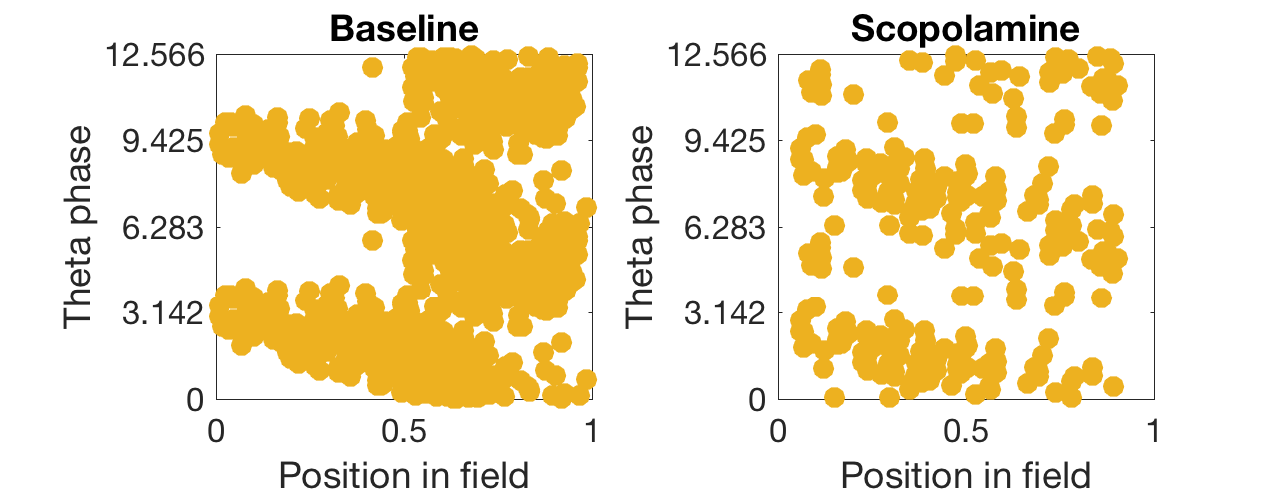 Baseline
12.566
9.425
6.283
3.142
0
Theta phase
0
0.5
1
Position in field
Scopolamine
12.566
9.425
6.283
3.142
0
Theta phase
0
0.5
1
Position in field